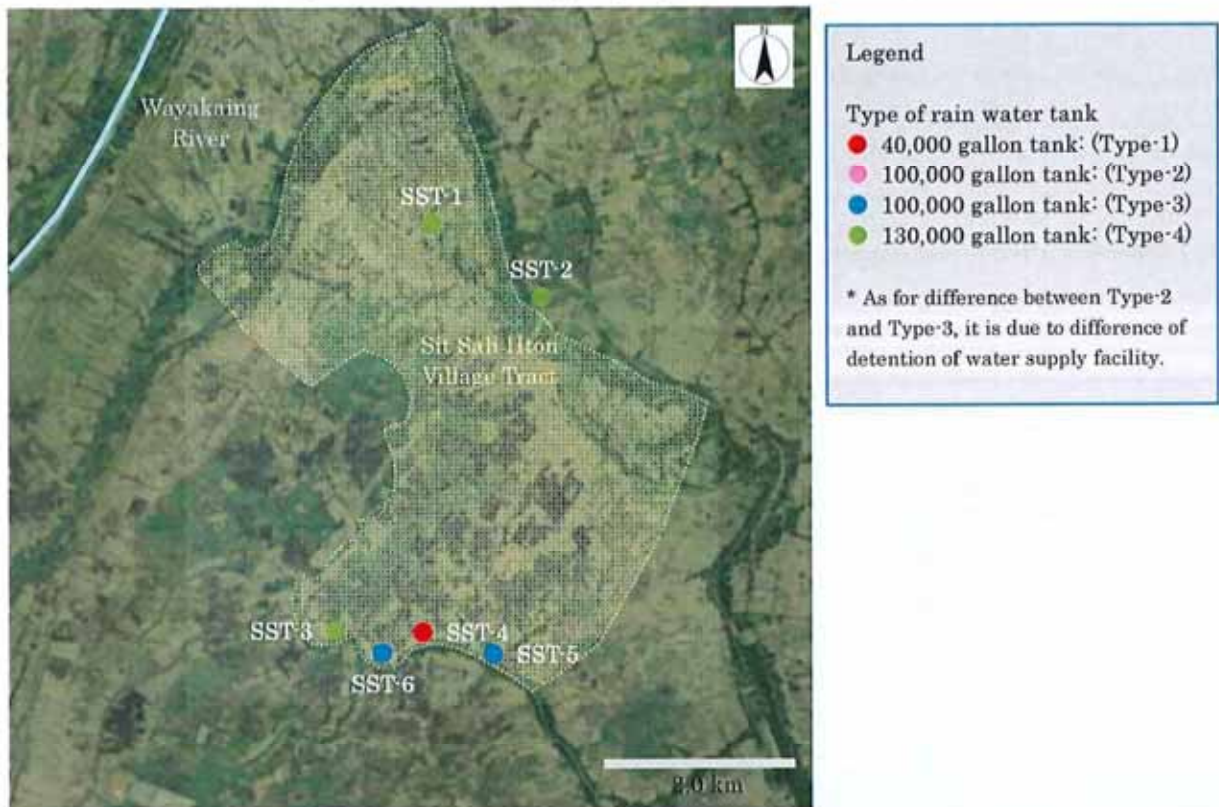 N
Wayakaing
River
SST-1
SST-2
Sit Sah Hton
Village Tract
SST-3
SST-4
SST-5
SST-6
2.0 km
Legend
Type of rain water tank
40,000 gallon tank: (Type-1)
100,000 gallon tank: (Type-2)
100,000 gallon tank: (Type-3)
130,000 gallon tank: (Type-4)
* As for difference between Type-2
and Type-3, it is due to difference of
detention of water supply facility.